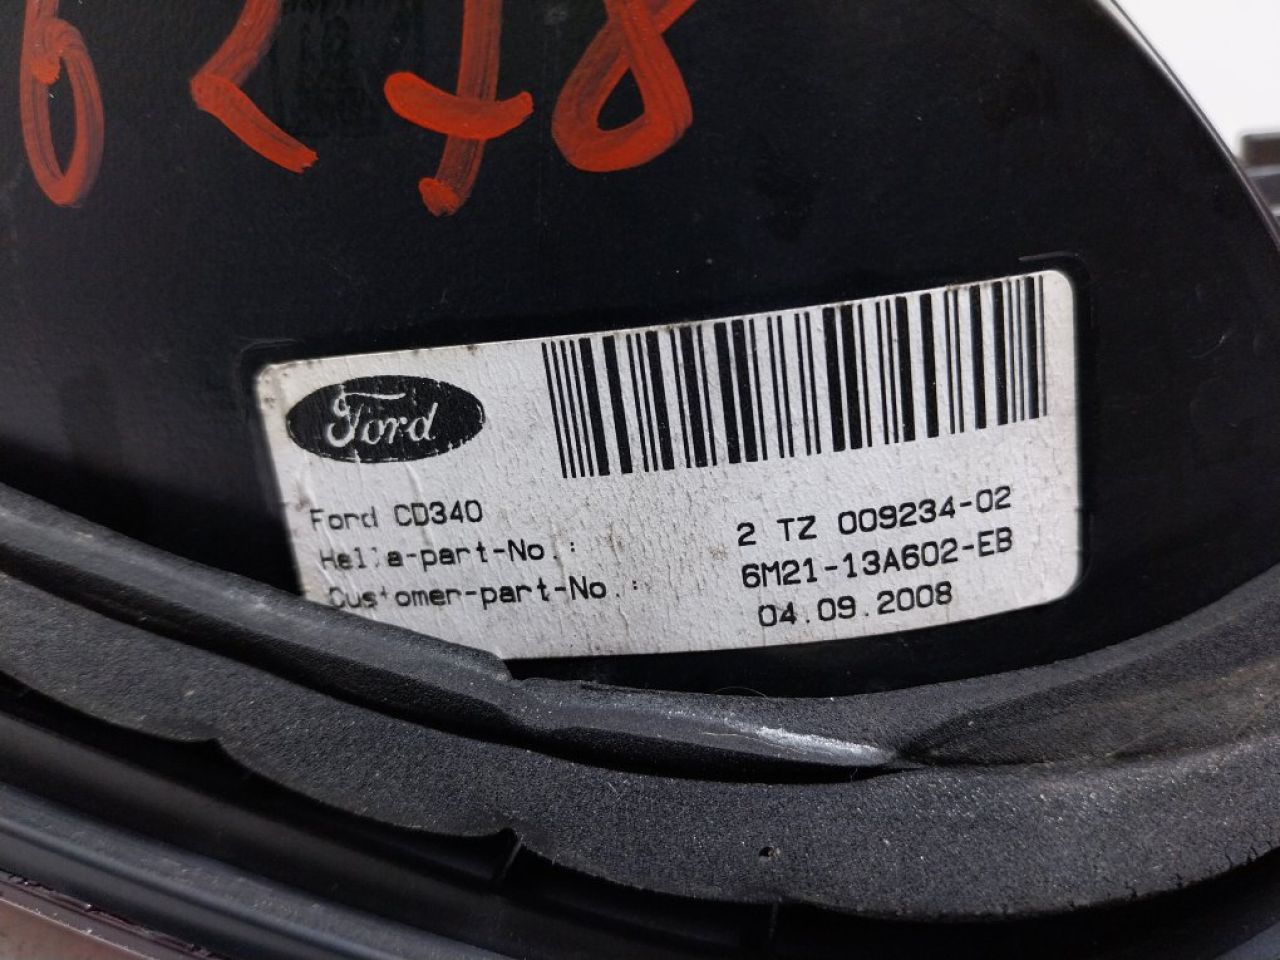 6278
Ford
Ford CD340
Hella-part-No.:
2 TZ 009234-02
Customer-part-No.:
6M21-13A602-EB
04.09.2008